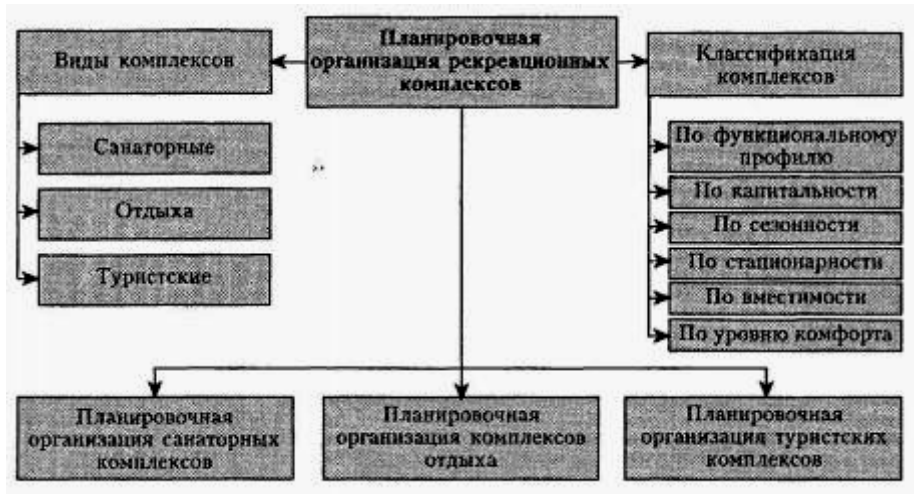 Планировочная
организация рекреационных
комплексов
Виды комплексов
Санаторные
Отдыха
Туристские
Классификация
комплексов
По функциональному
профилю
По капитальности
По сезонности
По стационарности
По вместимости
По уровню комфорта
Планировочная
организация санаторных
комплексов
Планировочная
организация комплексов
отдыха
Планировочная
организация туристских
комплексов